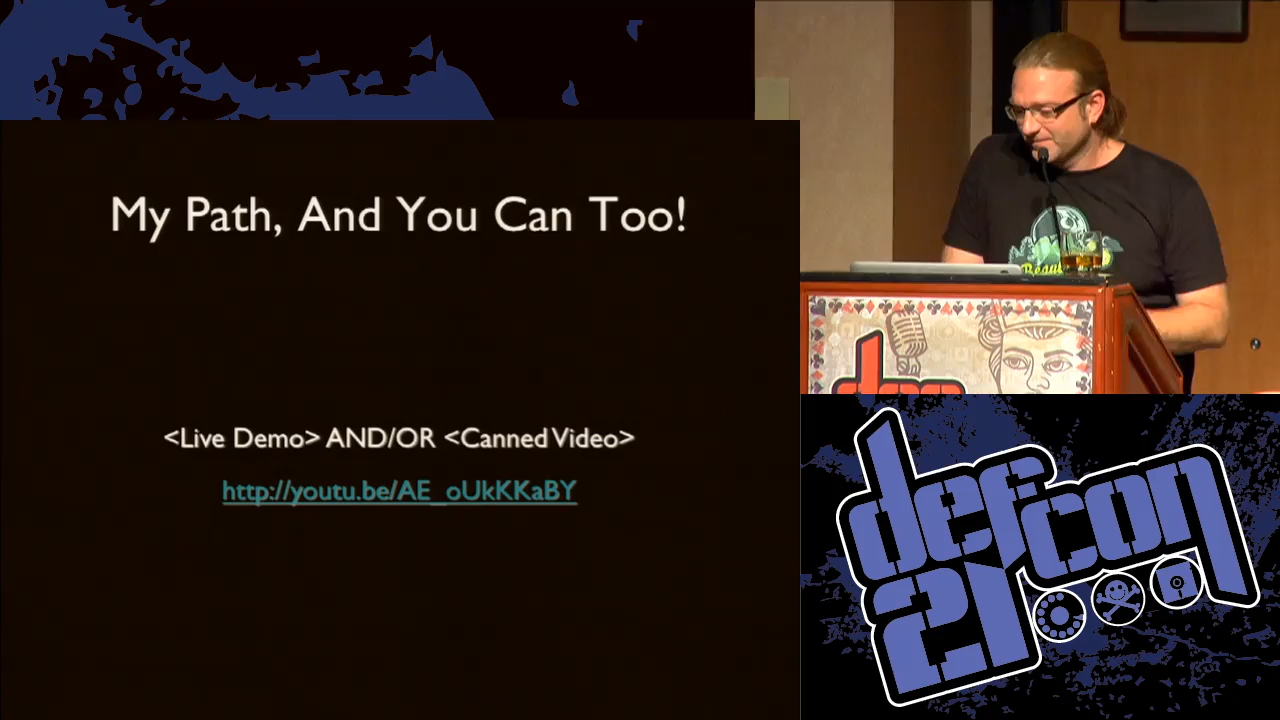 My Path, And You Can Too!
<Live Demo> AND/OR <Canned Video>
http://youtu.be/AE_oUkKKaBY
defcon
21